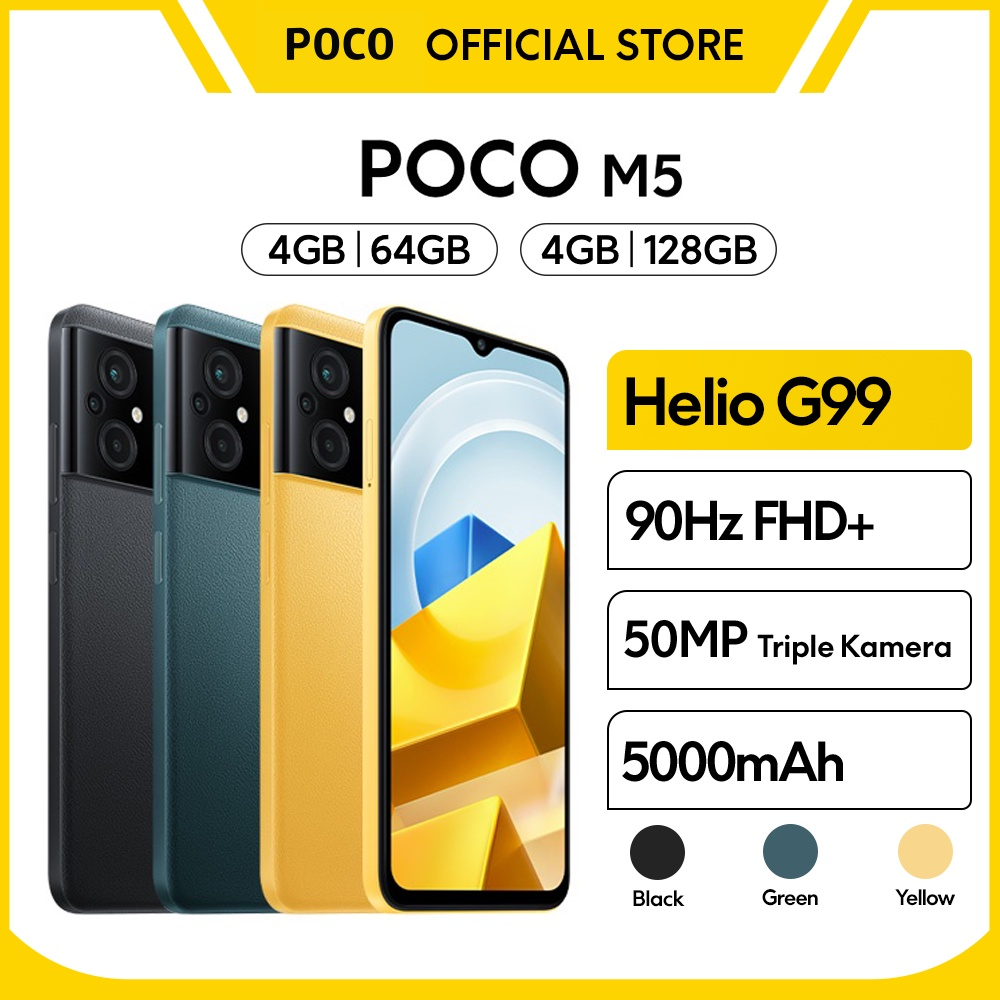 POCO OFFICIAL STORE
POCO M5
4GB | 64GB
4GB | 128GB
Helio G99
90Hz FHD+
50MP Triple Kamera
5000mAh
Black
Green
Yellow